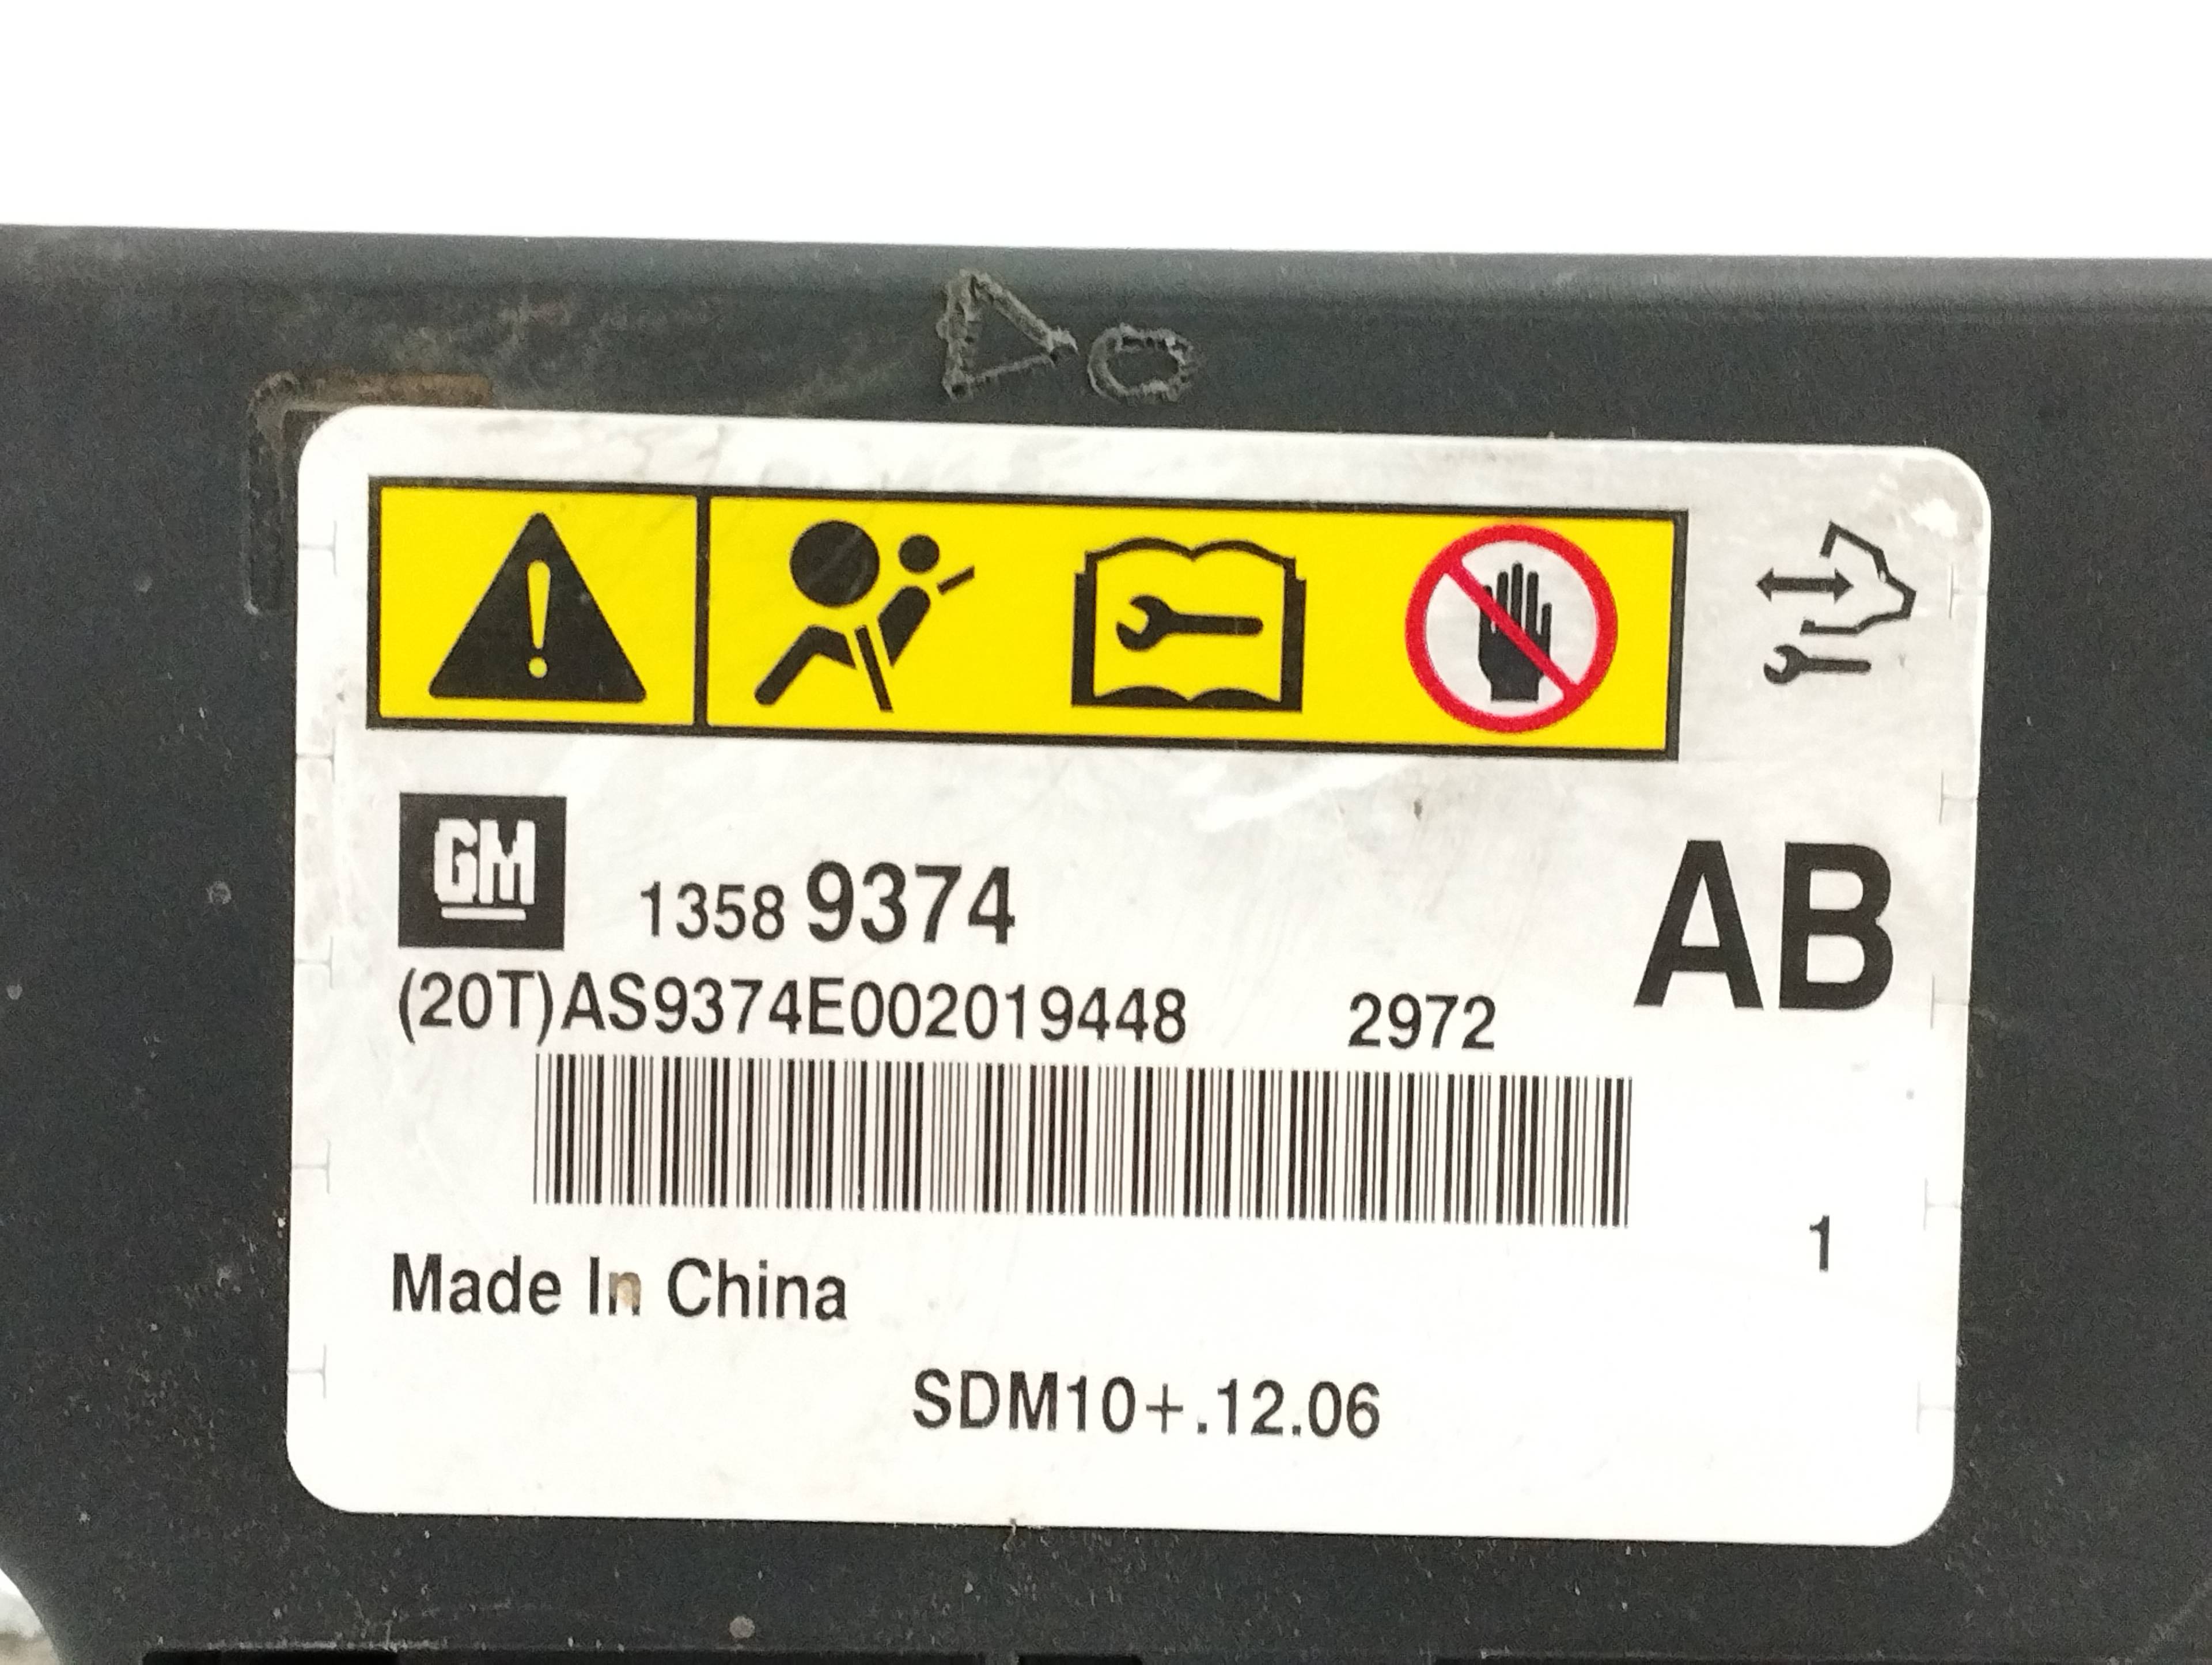 GM
1358 9374
AB
(20T)AS9374E002019448 2972
1
Made In China
SDM10+.12.06